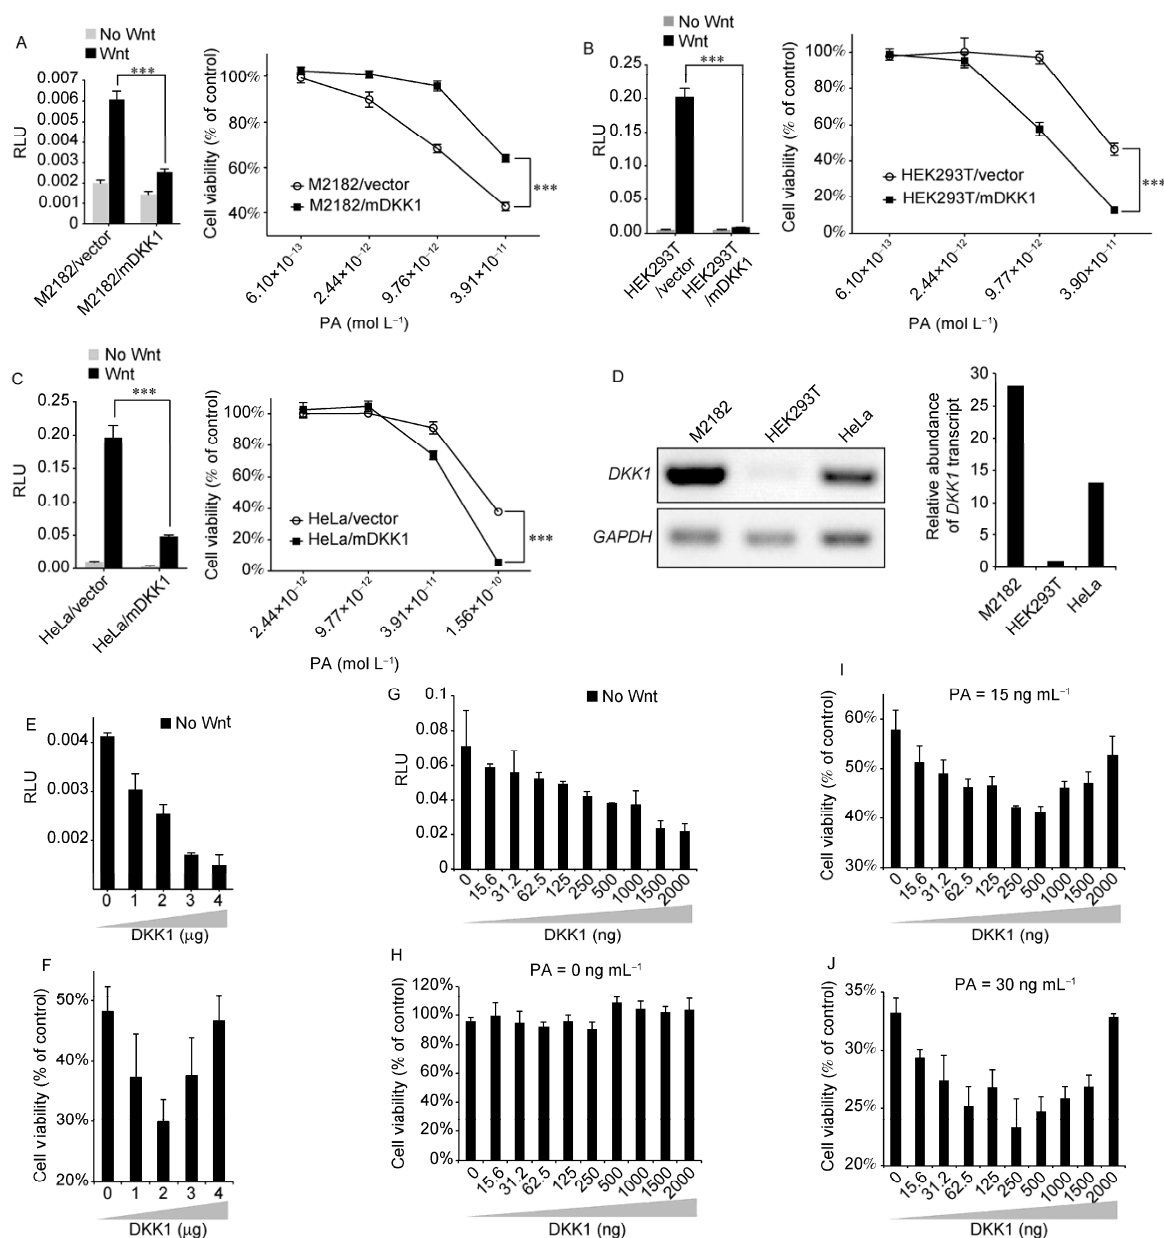 A
No Wnt
Wnt
***
0.007
0.006
0.005
0.004
0.003
0.002
0.001
0
RLU
M2182/vector
M2182/mDKK1
100%
80%
60%
40%
Cell viability (% of control)
M2182/vector
M2182/mDKK1
***
6.10×10⁻¹³
2.44×10⁻¹²
9.76×10⁻¹²
3.91×10⁻¹¹
PA (mol L⁻¹)
B
No Wnt
Wnt
***
0.25
0.20
0.15
0.10
0.05
0.00
RLU
HEK293T
/vector
HEK293T
/mDKK1
100%
80%
60%
40%
20%
0%
Cell viability (% of control)
HEK293T/vector
HEK293T/mDKK1
***
6.10×10⁻¹³
2.44×10⁻¹²
9.77×10⁻¹²
3.90×10⁻¹¹
PA (mol L⁻¹)
C
No Wnt
Wnt
***
0.25
0.20
0.15
0.10
0.05
0.00
RLU
HeLa/vector
HeLa/mDKK1
100%
80%
60%
40%
20%
0%
Cell viability (% of control)
HeLa/vector
HeLa/mDKK1
***
2.44×10⁻¹²
9.77×10⁻¹²
3.91×10⁻¹¹
1.56×10⁻¹⁰
PA (mol L⁻¹)
D
M2182
HEK293T
HeLa
DKK1
GAPDH
Relative abundance
of DKK1 transcript
30
25
20
15
10
5
0
M2182
HEK293T
HeLa
E
No Wnt
0.004
0.003
0.002
RLU
0 1 2 3 4
DKK1 (µg)
F
50%
40%
30%
20%
Cell viability (% of control)
0 1 2 3 4
DKK1 (µg)
G
No Wnt
0.1
0.08
0.06
0.04
0.02
0
RLU
0 15.6 31.2 62.5 125 250 500 1000 1500 2000
DKK1 (ng)
H
PA = 0 ng mL⁻¹
120%
100%
80%
60%
40%
20%
0%
Cell viability (% of control)
0 15.6 31.2 62.5 125 250 500 1000 1500 2000
DKK1 (ng)
I
PA = 15 ng mL⁻¹
60%
50%
40%
30%
Cell viability (% of control)
0 15.6 31.2 62.5 125 250 500 1000 1500 2000
DKK1 (ng)
J
PA = 30 ng mL⁻¹
35%
30%
25%
20%
Cell viability (% of control)
0 15.6 31.2 62.5 125 250 500 1000 1500 2000
DKK1 (ng)